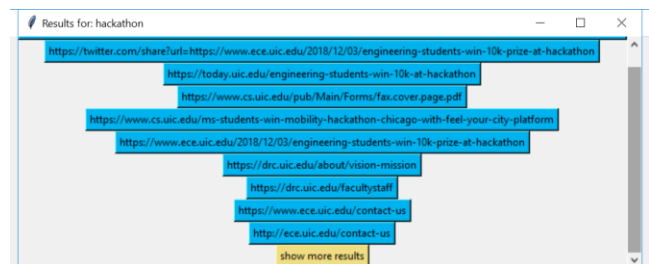 Results for: hackathon
https://twitter.com/share?url=https://www.ece.uic.edu/2018/12/03/engineering-students-win-10k-prize-at-hackathon
https://today.uic.edu/engineering-students-win-10k-at-hackathon
https://www.cs.uic.edu/pub/Main/Forms/fax.cover.page.pdf
https://www.cs.uic.edu/ms-students-win-mobility-hackathon-chicago-with-feel-your-city-platform
https://www.ece.uic.edu/2018/12/03/engineering-students-win-10k-prize-at-hackathon
https://drc.uic.edu/about/vision-mission
https://drc.uic.edu/facultystaff
https://www.ece.uic.edu/contact-us
http://ece.uic.edu/contact-us
show more results